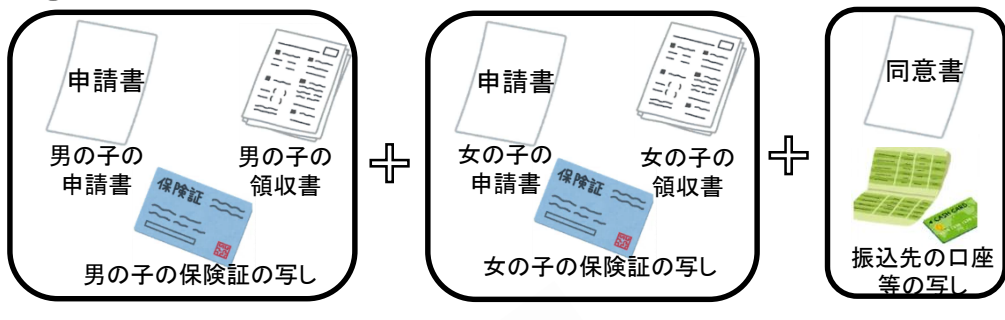 申請書
男の子の
申請書
男の子の
領収書
保険証
男の子の保険証の写し
+
申請書
女の子の
申請書
女の子の
領収書
保険証
女の子の保険証の写し
+
同意書
CASH CARD
振込先の口座
等の写し